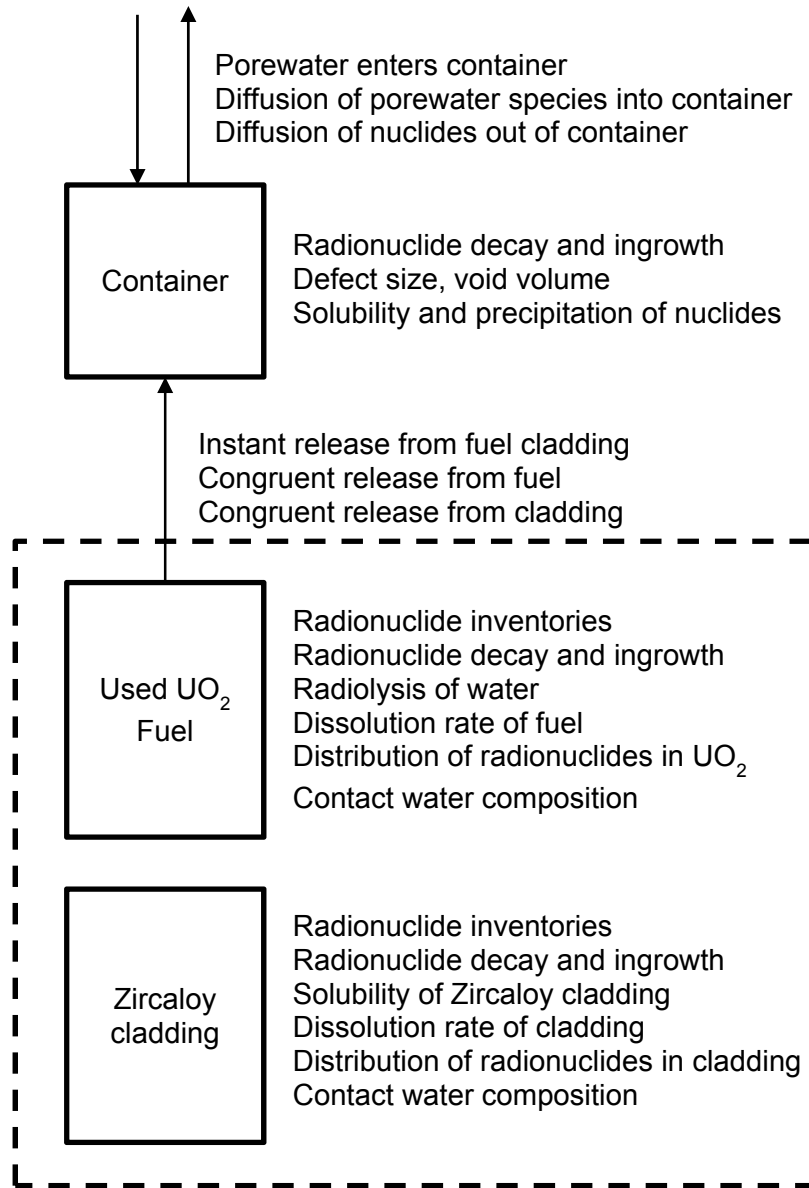 Porewater enters container
Diffusion of porewater species into container
Diffusion of nuclides out of container
Container
Radionuclide decay and ingrowth
Defect size, void volume
Solubility and precipitation of nuclides
Instant release from fuel cladding
Congruent release from fuel
Congruent release from cladding
Used UO₂
Fuel
Radionuclide inventories
Radionuclide decay and ingrowth
Radiolysis of water
Dissolution rate of fuel
Distribution of radionuclides in UO₂
Contact water composition
Zircaloy
cladding
Radionuclide inventories
Radionuclide decay and ingrowth
Solubility of Zircaloy cladding
Dissolution rate of cladding
Distribution of radionuclides in cladding
Contact water composition